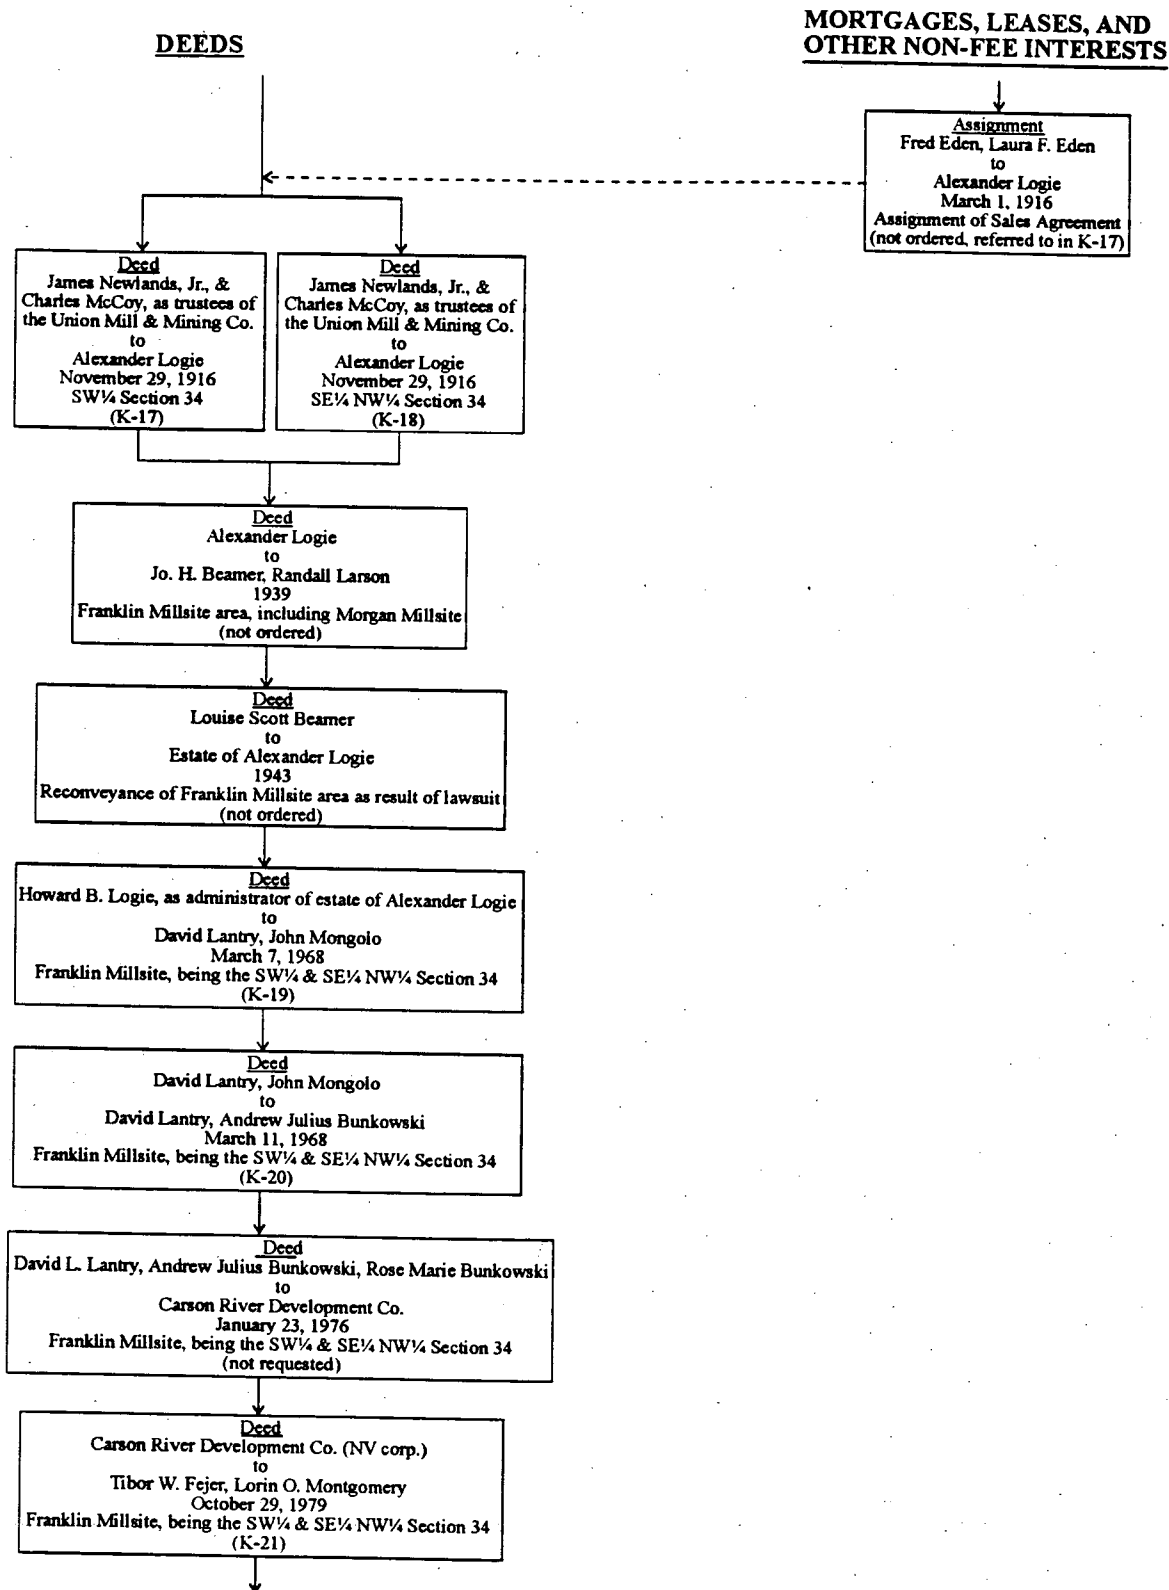 DEEDS
MORTGAGES, LEASES, AND
OTHER NON-FEE INTERESTS
Assignment
Fred Eden, Laura F. Eden
to
Alexander Logie
March 1, 1916
Assignment of Sales Agreement
(not ordered, referred to in K-17)
Deed
James Newlands, Jr., &
Charles McCoy, as trustees of
the Union Mill & Mining Co.
to
Alexander Logie
November 29, 1916
SW¼ Section 34
(K-17)
Deed
James Newlands, Jr., &
Charles McCoy, as trustees of
the Union Mill & Mining Co.
to
Alexander Logie
November 29, 1916
SE¼ NW¼ Section 34
(K-18)
Deed
Alexander Logie
to
Jo. H. Beamer, Randall Larson
1939
Franklin Millsite area, including Morgan Millsite
(not ordered)
Deed
Louise Scott Beamer
to
Estate of Alexander Logie
1943
Reconveyance of Franklin Millsite area as result of lawsuit
(not ordered)
Deed
Howard B. Logie, as administrator of estate of Alexander Logie
to
David Lantry, John Mongolo
March 7, 1968
Franklin Millsite, being the SW¼ & SE¼ NW¼ Section 34
(K-19)
Deed
David Lantry, John Mongolo
to
David Lantry, Andrew Julius Bunkowski
March 11, 1968
Franklin Millsite, being the SW¼ & SE¼ NW¼ Section 34
(K-20)
Deed
David L. Lantry, Andrew Julius Bunkowski, Rose Marie Bunkowski
to
Carson River Development Co.
January 23, 1976
Franklin Millsite, being the SW¼ & SE¼ NW¼ Section 34
(not requested)
Deed
Carson River Development Co. (NV corp.)
to
Tibor W. Fejer, Lorin O. Montgomery
October 29, 1979
Franklin Millsite, being the SW¼ & SE¼ NW¼ Section 34
(K-21)